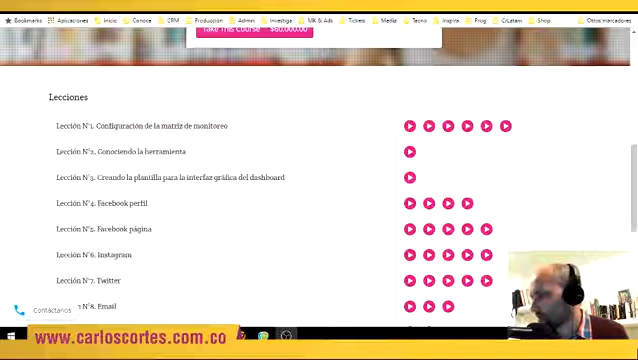 Bookmarks Aplicaciones Inicio Conoce CRM Producción Admin Investiga MK & Ads Tickets Media Teoría Inspira Prog CrLatam Shop Otros marcadores
Take This Course $60,000.00
Lecciones
Lección N°1. Configuración de la matriz de monitoreo
Lección N°2. Conociendo la herramienta
Lección N°3. Creando la plantilla para la interfaz gráfica del dashboard
Lección N°4. Facebook perfil
Lección N°5. Facebook página
Lección N°6. Instagram
Lección N°7. Twitter
N°8. Email
Contáctarios
www.carloscortes.com.co